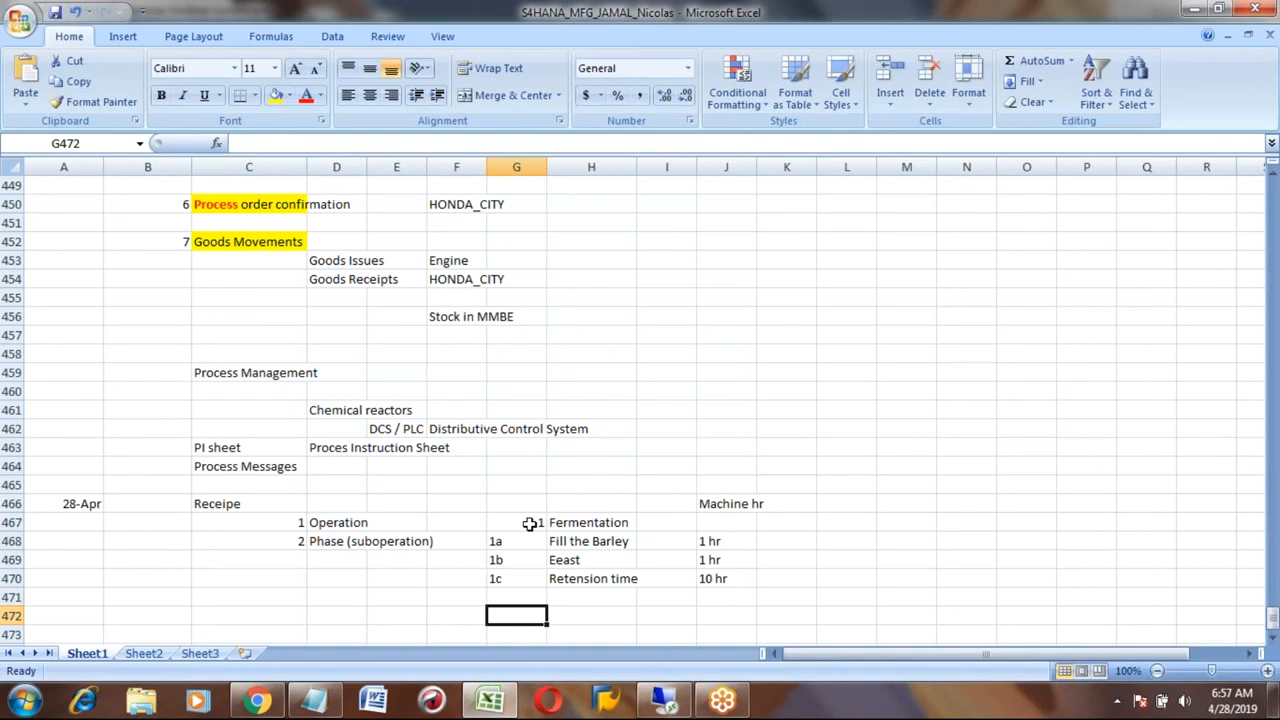 S4HANA_MFG_JAMAL_Nicolas - Microsoft Excel
Home Insert Page Layout Formulas Data Review View
Paste Cut Copy Format Painter Clipboard
Calibri 11 B I U A A A Font
Wrap Text Merge & Center Alignment
General $ % , Number
Conditional Formatting Format as Table Cell Styles Styles
Insert Delete Format Cells
Σ AutoSum Fill Clear Sort & Filter Find & Select Editing
G472 fx
A B C D E F G H I J K L M N O P Q R
449
450 6 Process order confirmation HONDA_CITY
451
452 7 Goods Movements
453 Goods Issues Engine
454 Goods Receipts HONDA_CITY
455
456 Stock in MMBE
457
458
459 Process Management
460
461 Chemical reactors
462 DCS / PLC Distributive Control System
463 PI sheet Proces Instruction Sheet
464 Process Messages
465
466 28-Apr Receipe Machine hr
467 1 Operation 1 Fermentation
468 2 Phase (suboperation) 1a Fill the Barley 1 hr
469 1b Eeast 1 hr
470 1c Retension time 10 hr
471
472
473
Sheet1 Sheet2 Sheet3
Ready 100%
6:57 AM
4/28/2019